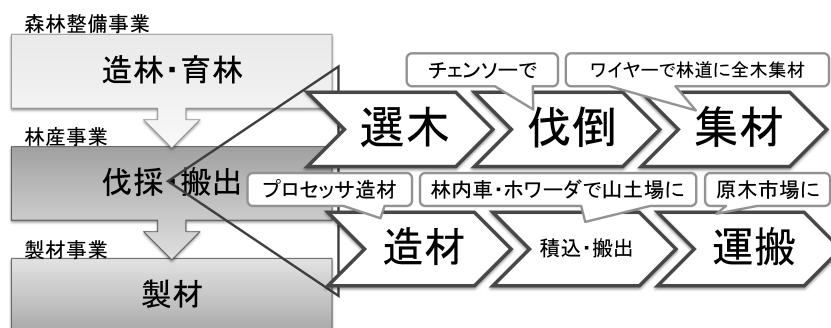 森林整備事業
造林・育林
林産事業
伐採・搬出
製材事業
製材
チェンソーで
ワイヤーで林道に全木集材
選木
伐倒
集材
プロセッサ造材
林内車・ホワーダで山土場に
原木市場に
造材
積込・搬出
運搬